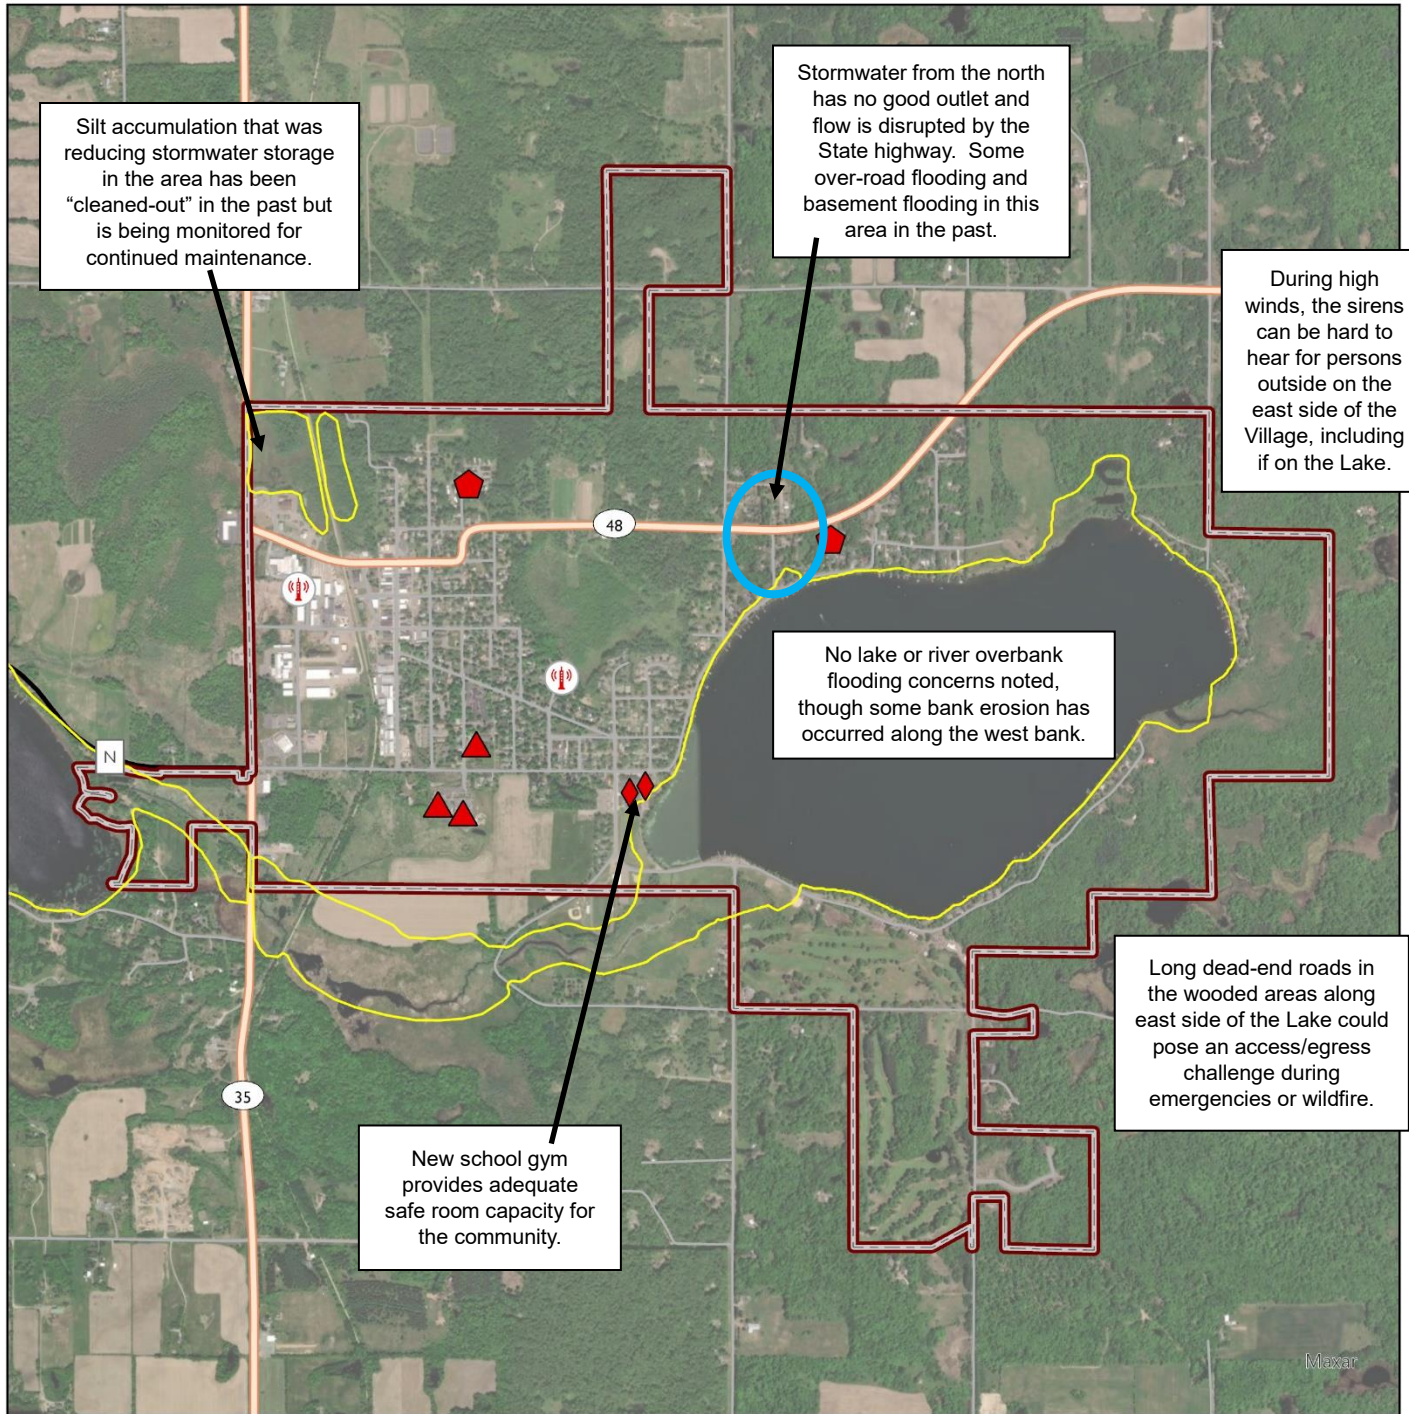 Stormwater from the north
has no good outlet and
flow is disrupted by the
State highway. Some
over-road flooding and
basement flooding in this
area in the past.
Silt accumulation that was
reducing stormwater storage
in the area has been
“cleaned-out” in the past but
is being monitored for
continued maintenance.
During high
winds, the sirens
can be hard to
hear for persons
outside on the
east side of the
Village, including
if on the Lake.
48
No lake or river overbank
flooding concerns noted,
though some bank erosion has
occurred along the west bank.
N
Long dead-end roads in
the wooded areas along
east side of the Lake could
pose an access/egress
challenge during
emergencies or wildfire.
35
New school gym
provides adequate
safe room capacity for
the community.
Maxar